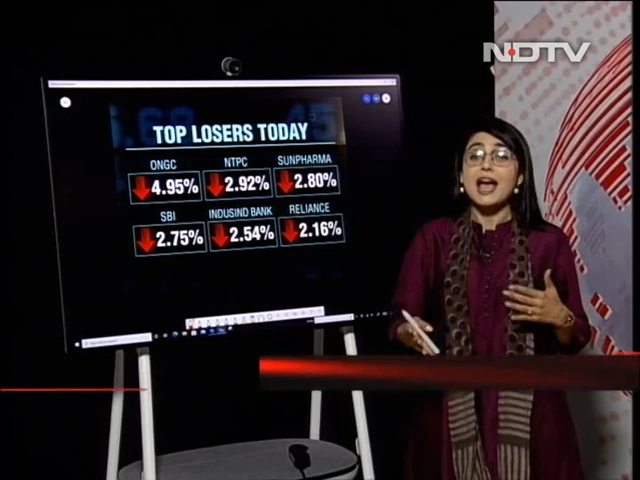 NDTV
TOP LOSERS TODAY
ONGC NTPC SUNPHARMA
4.95% 2.92% 2.80%
SBI INDUSIND BANK RELIANCE
2.75% 2.54% 2.16%